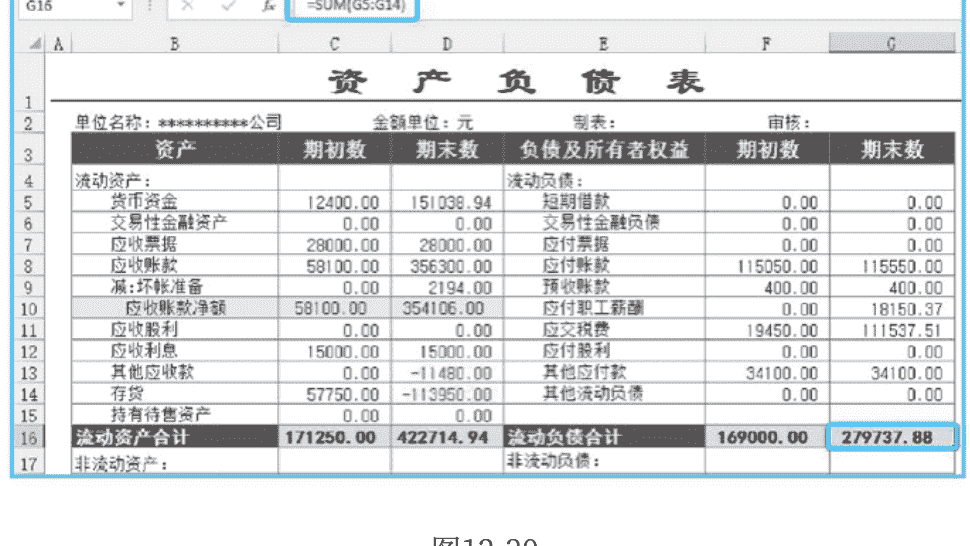 G16 fx =SUM(G5:G14)
A B C D E F G
1 资 产 负 债 表
2 单位名称：**********公司 金额单位：元 制表： 审核：
3 资产 期初数 期末数 负债及所有者权益 期初数 期末数
4 流动资产： 流动负债：
5 货币资金 12400.00 151038.94 短期借款 0.00 0.00
6 交易性金融资产 0.00 0.00 交易性金融负债 0.00 0.00
7 应收票据 28000.00 28000.00 应付票据 0.00 0.00
8 应收账款 58100.00 356300.00 应付账款 115050.00 115550.00
9 减:坏帐准备 0.00 2194.00 预收账款 400.00 400.00
10 应收账款净额 58100.00 354106.00 应付职工薪酬 0.00 18150.37
11 应收股利 0.00 0.00 应交税费 19450.00 111537.51
12 应收利息 15000.00 15000.00 应付股利 0.00 0.00
13 其他应收款 0.00 -11480.00 其他应付款 34100.00 34100.00
14 存货 57750.00 -113950.00 其他流动负债 0.00 0.00
15 持有待售资产 0.00 0.00
16 流动资产合计 171250.00 422714.94 流动负债合计 169000.00 279737.88
17 非流动资产： 非流动负债：